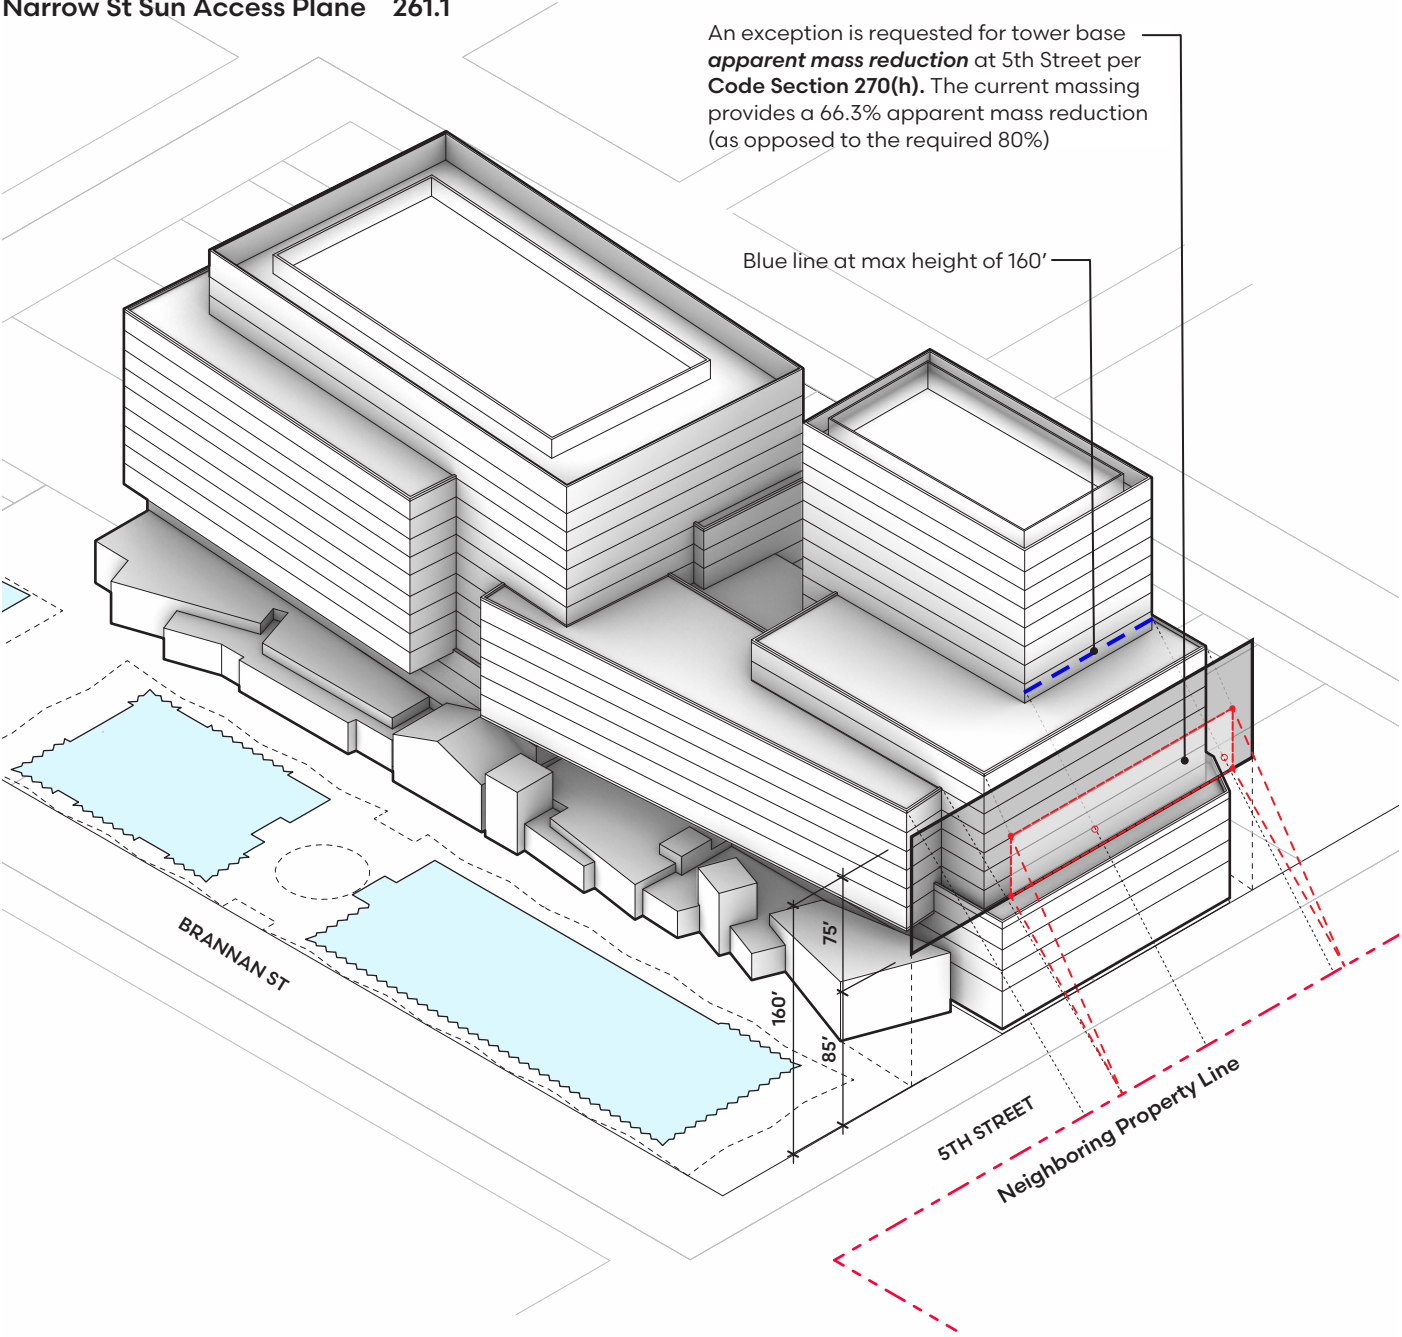 Narrow St Sun Access Plane 261.1
An exception is requested for tower base
apparent mass reduction at 5th Street per
Code Section 270(h). The current massing
provides a 66.3% apparent mass reduction
(as opposed to the required 80%)
Blue line at max height of 160’
BRANNAN ST
75’
160’
85’
5TH STREET
Neighboring Property Line